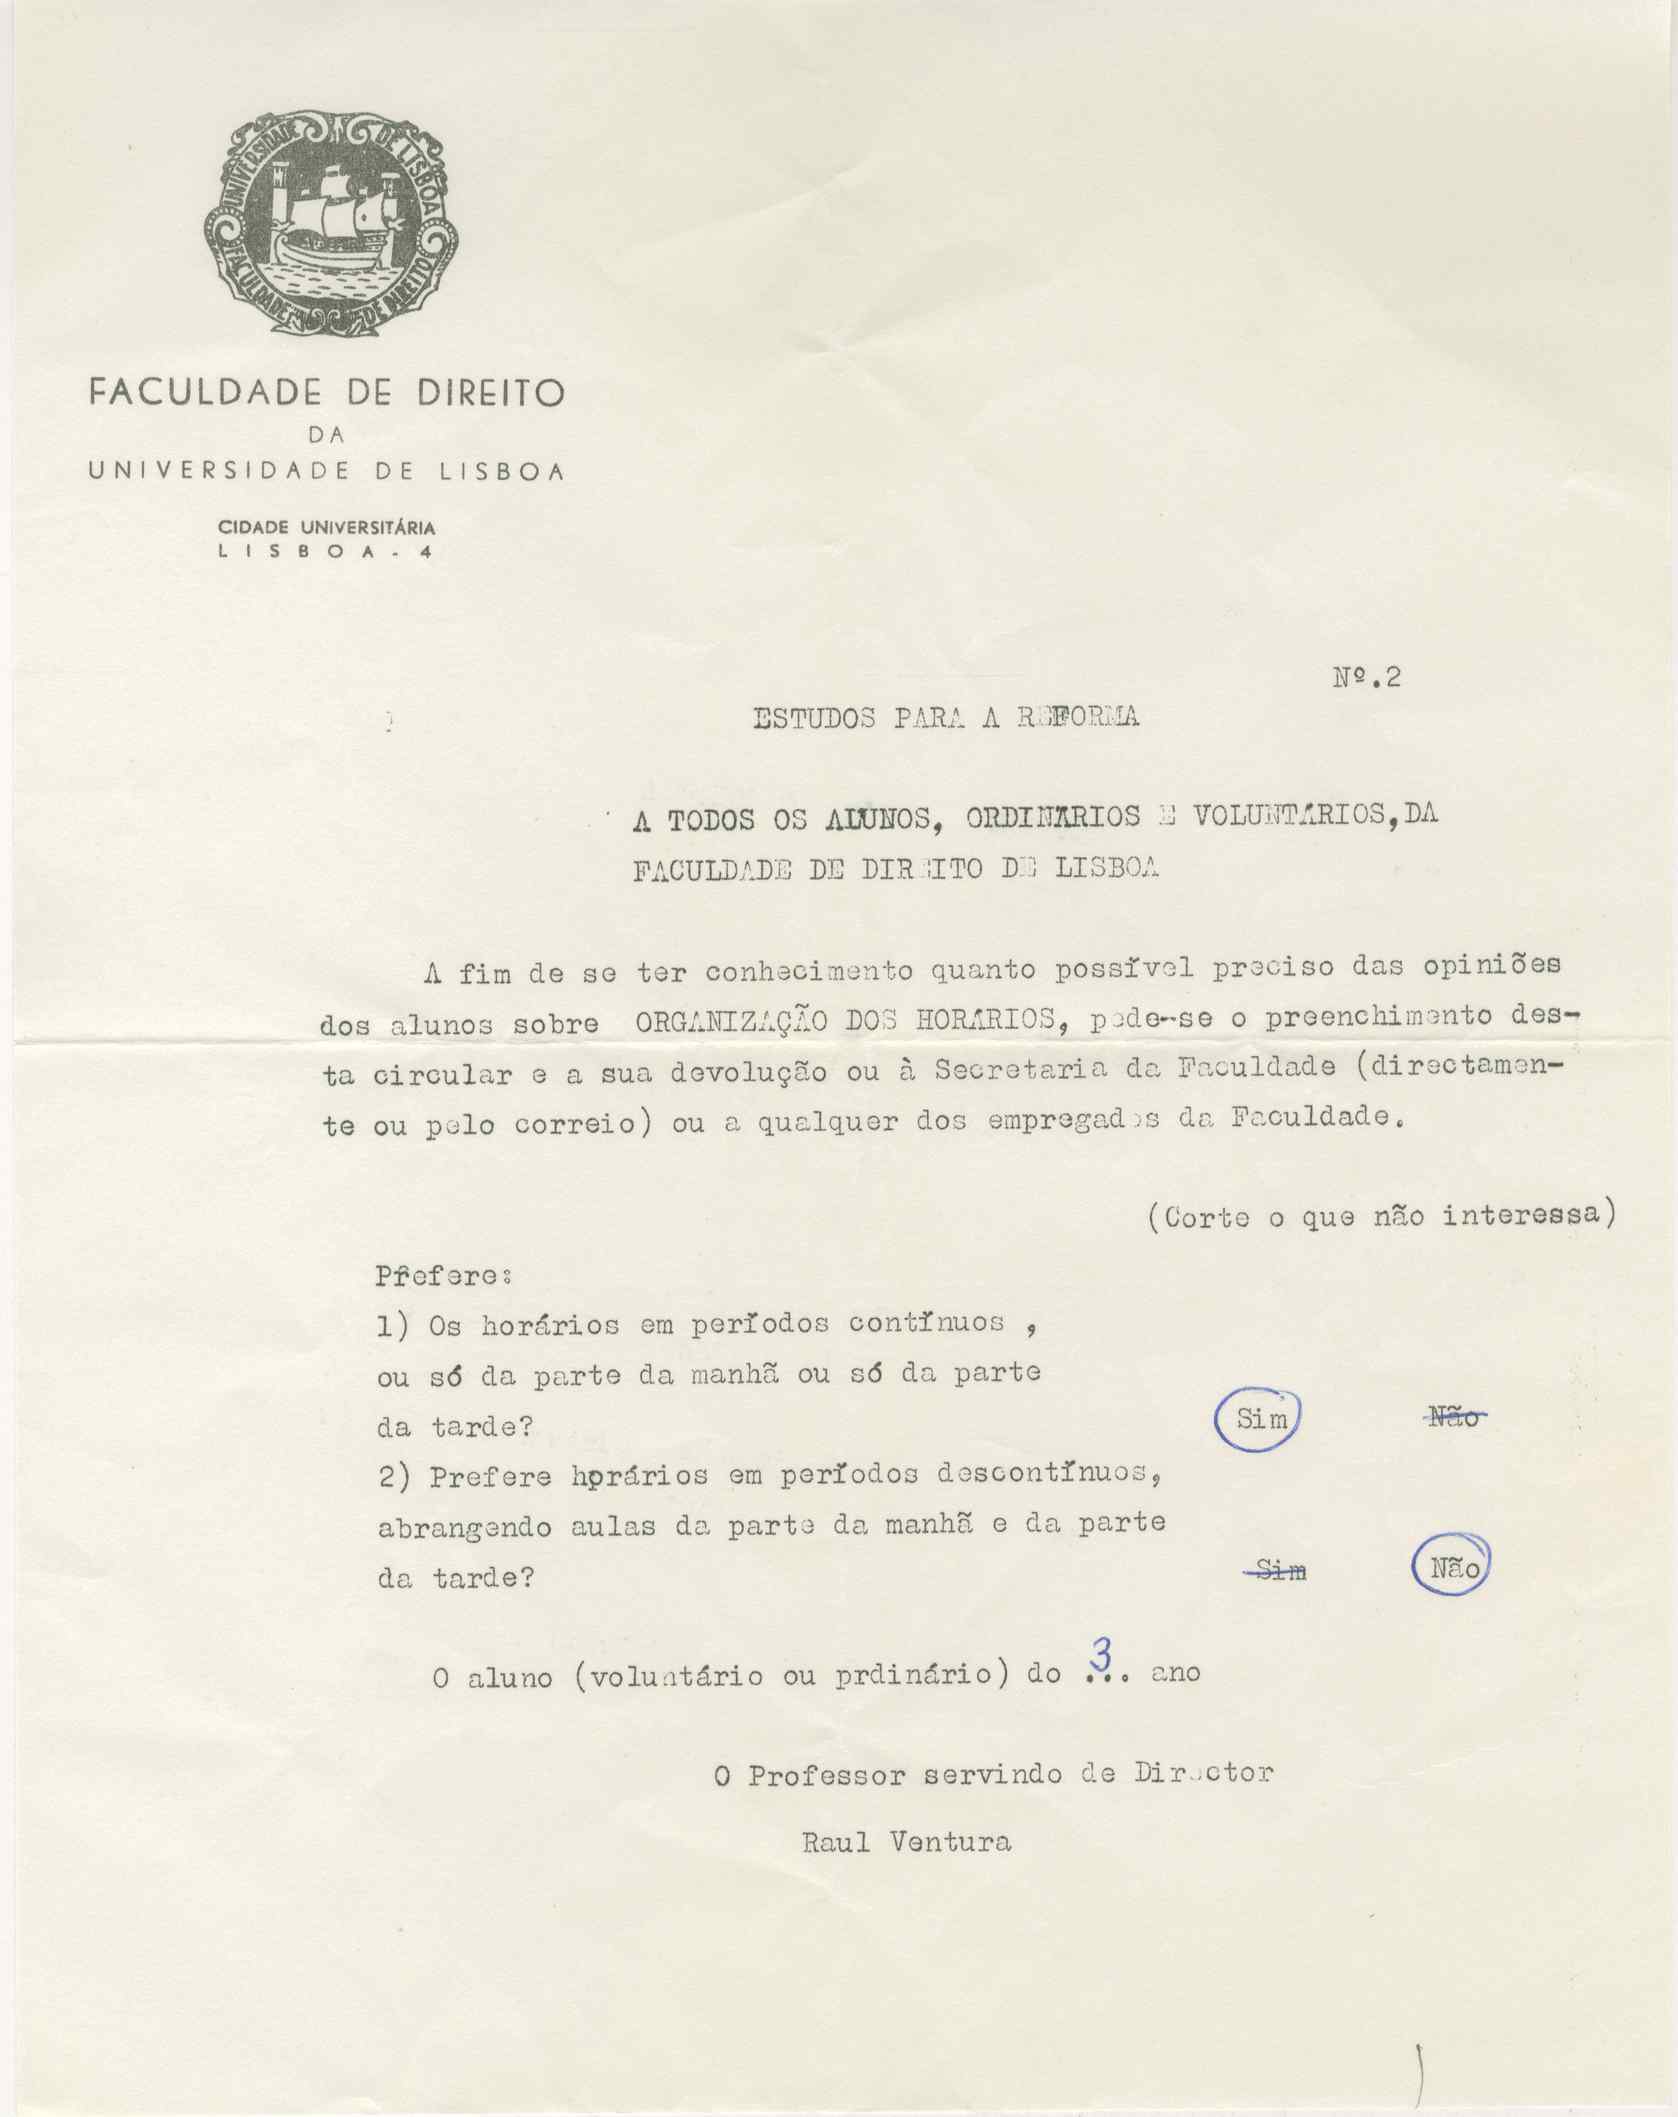 UNIVERSIDADE DE LISBOA
FACULDADE DE DIREITO
FACULDADE DE DIREITO
DA
UNIVERSIDADE DE LISBOA
CIDADE UNIVERSITÁRIA
LISBOA - 4
Nº.2
ESTUDOS PARA A REFORMA
A TODOS OS ALUNOS, ORDINÁRIOS E VOLUNTÁRIOS, DA
FACULDADE DE DIREITO DE LISBOA
A fim de se ter conhecimento quanto possível preciso das opiniões
dos alunos sobre ORGANIZAÇÃO DOS HORÁRIOS, pede-se o preenchimento des-
ta circular e a sua devolução ou à Secretaria da Faculdade (directamen-
te ou pelo correio) ou a qualquer dos empregados da Faculdade.
(Corte o que não interessa)
Prefere:
1) Os horários em períodos contínuos ,
ou só da parte da manhã ou só da parte
da tarde? Sim Não
2) Prefere horários em períodos descontínuos,
abrangendo aulas da parte da manhã e da parte
da tarde? Sim Não
O aluno (voluntário ou prdinário) do ..3. ano
O Professor servindo de Director
Raul Ventura